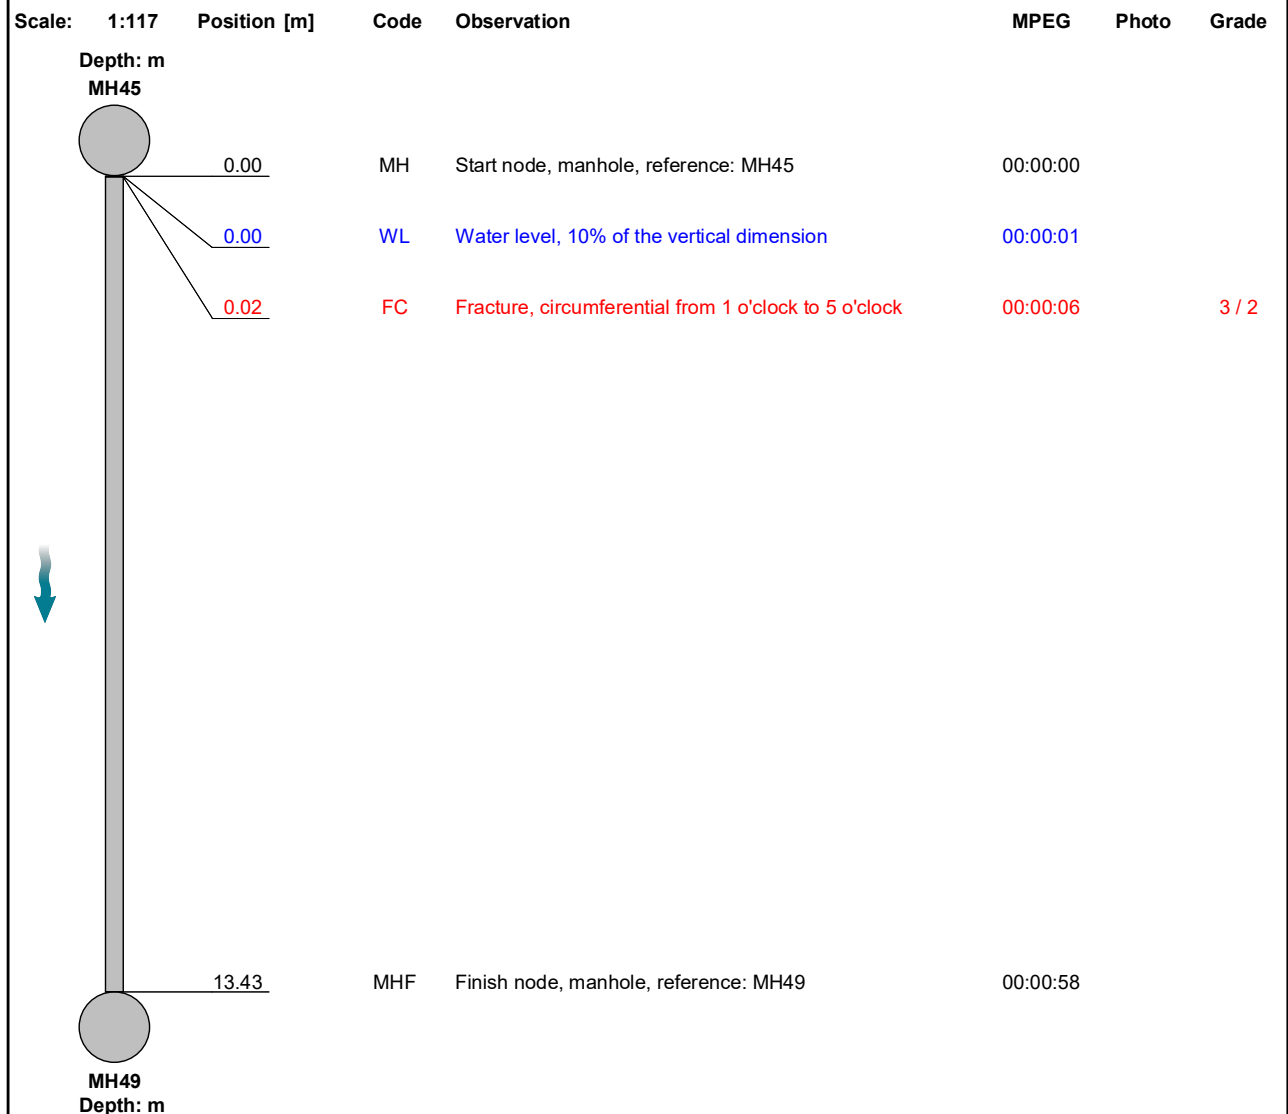 Scale: 1:117 Position [m] Code Observation MPEG Photo Grade
Depth: m
MH45
0.00 MH Start node, manhole, reference: MH45 00:00:00
0.00 WL Water level, 10% of the vertical dimension 00:00:01
0.02 FC Fracture, circumferential from 1 o'clock to 5 o'clock 00:00:06 3 / 2
13.43 MHF Finish node, manhole, reference: MH49 00:00:58
MH49
Depth: m